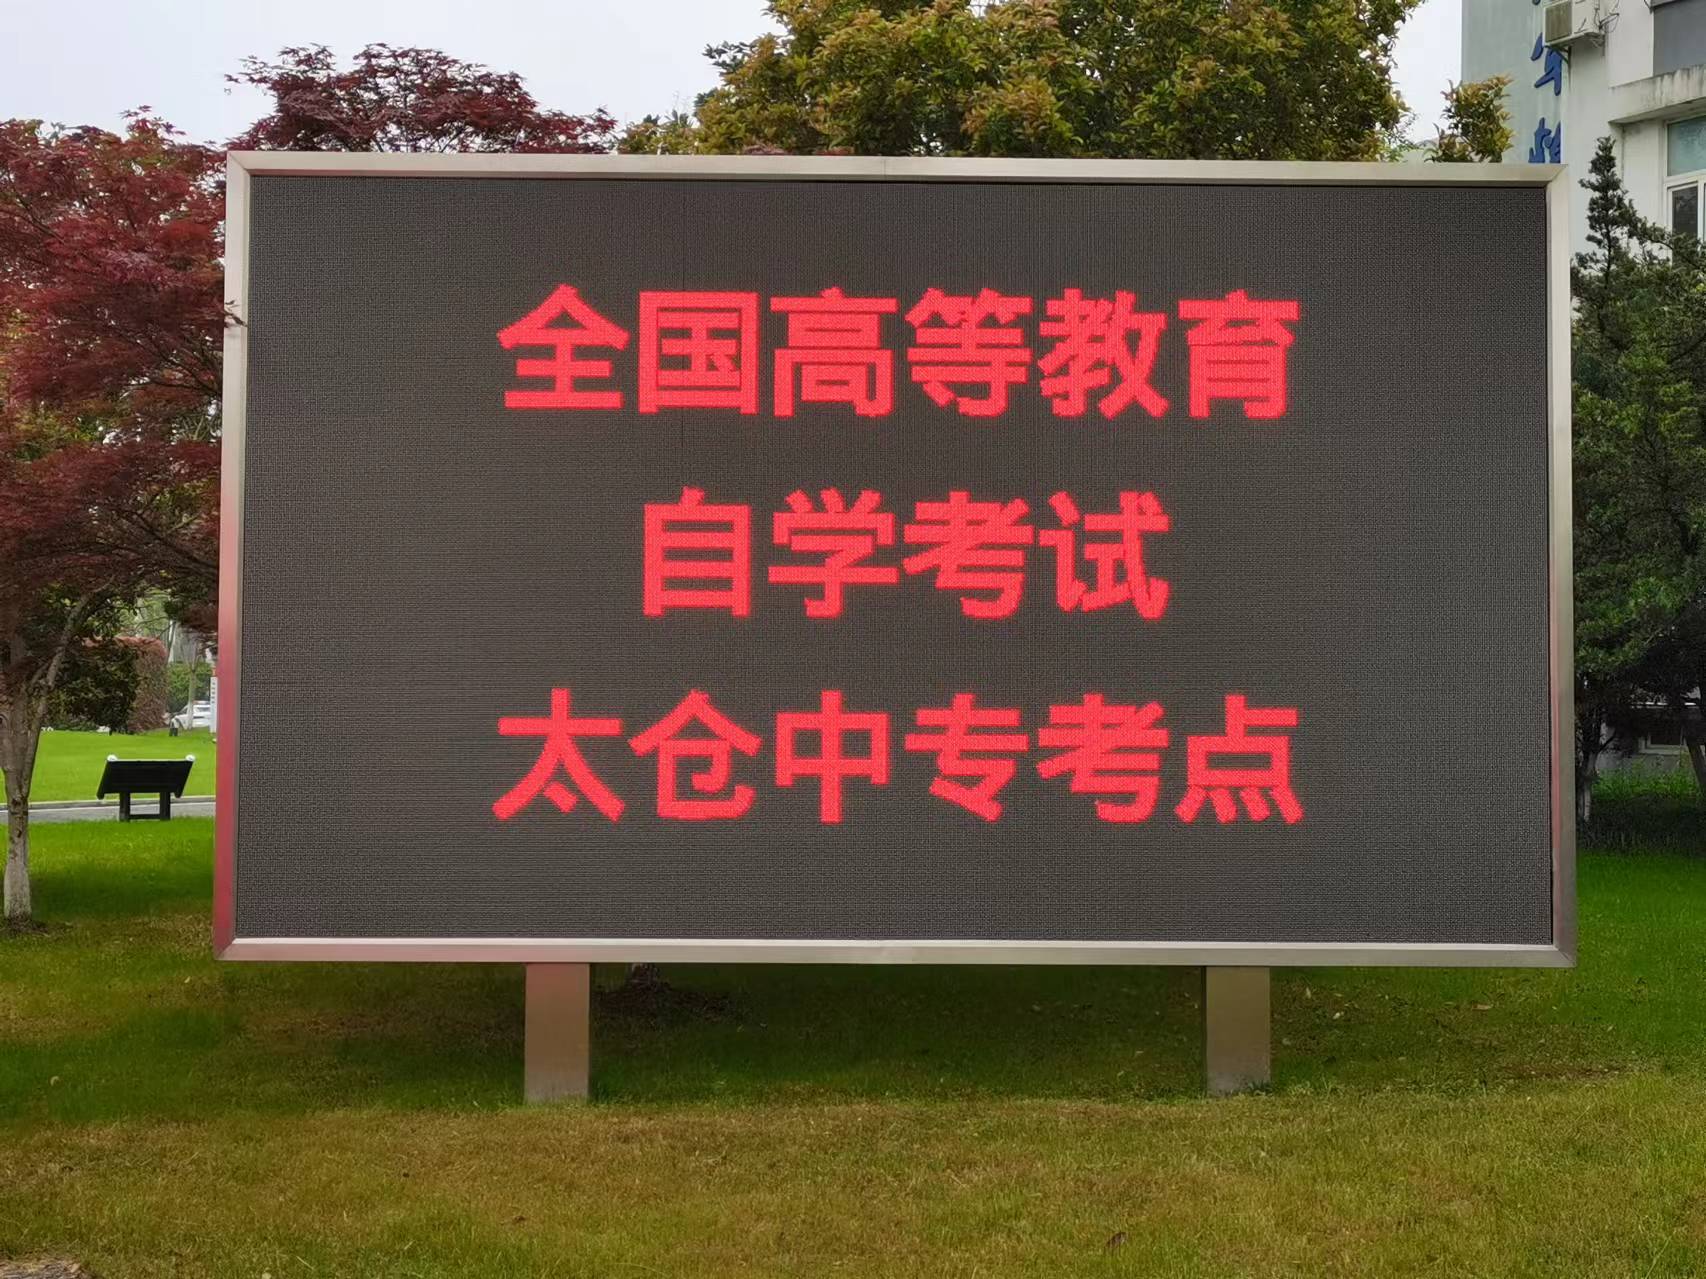 全国高等教育
自学考试
太仓中专考点